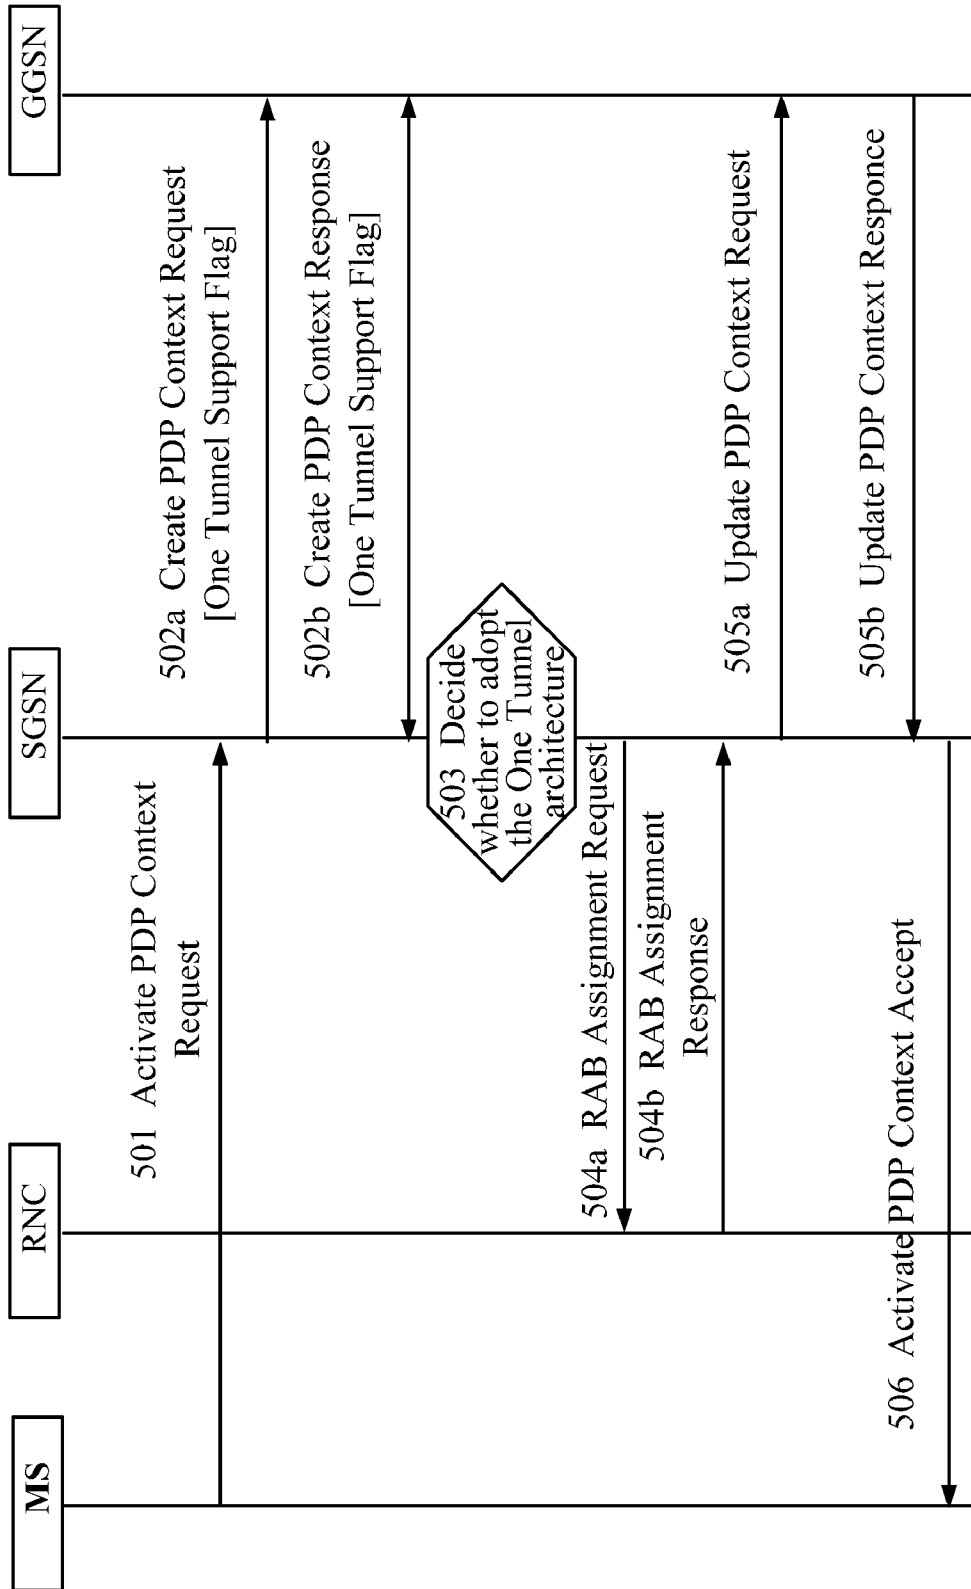 MS
RNC
SGSN
GGSN
501 Activate PDP Context
Request
502a Create PDP Context Request
[One Tunnel Support Flag]
502b Create PDP Context Response
[One Tunnel Support Flag]
503 Decide
whether to adopt
the One Tunnel
architecture
504a RAB Assignment Request
504b RAB Assignment
Response
505a Update PDP Context Request
505b Update PDP Context Responce
506 Activate PDP Context Accept